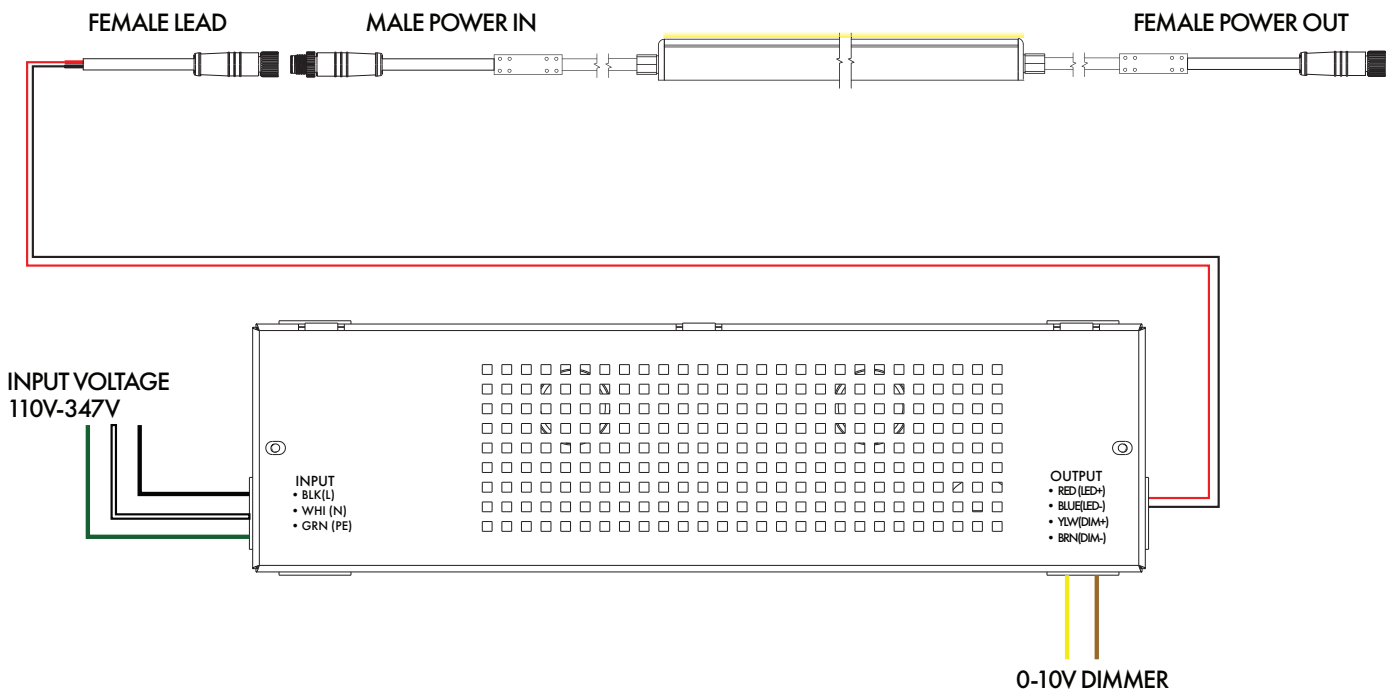 FEMALE LEAD
MALE POWER IN
FEMALE POWER OUT
INPUT VOLTAGE
110V-347V
INPUT
• BLK(L)
• WHI (N)
• GRN (PE)
OUTPUT
• RED (LED+)
• BLUE(LED-)
• YLW(DIM+)
• BRN(DIM-)
0-10V DIMMER